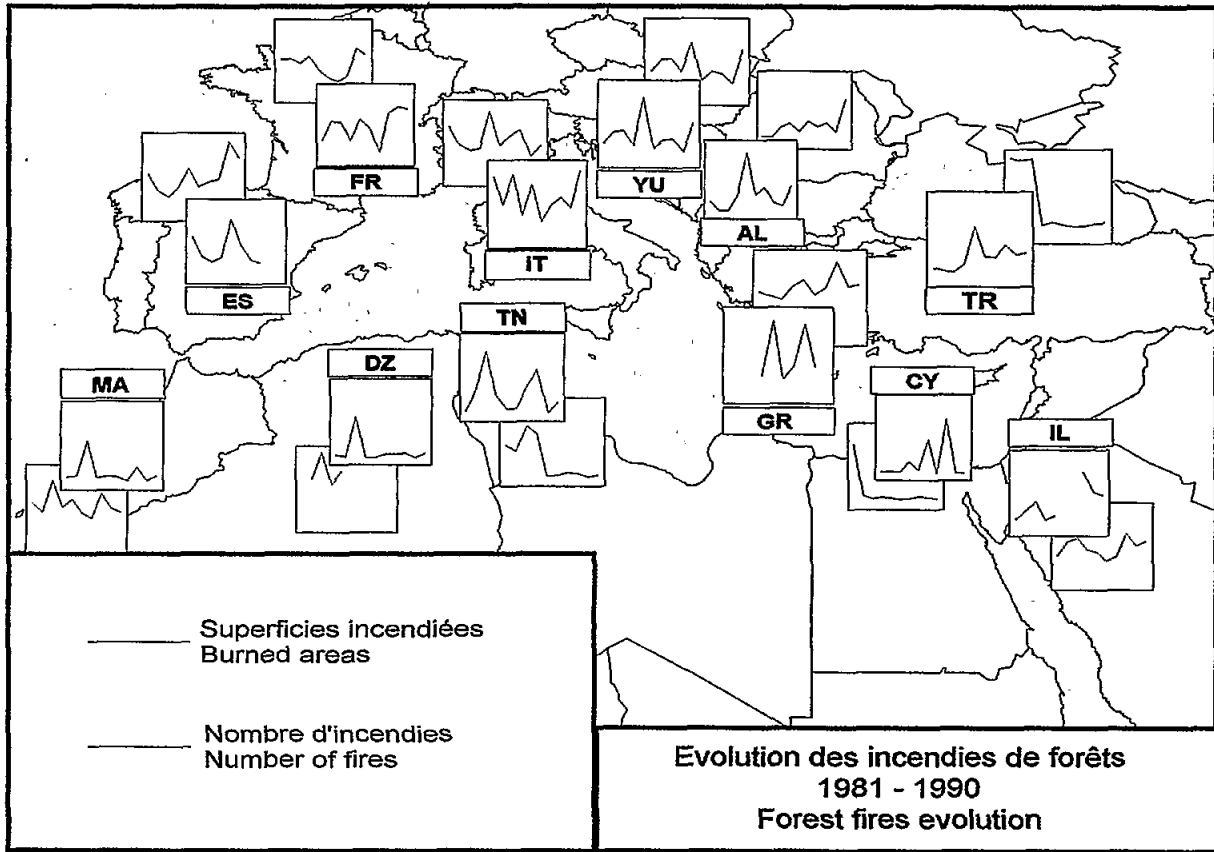 FR
YU
AL
IT
ES
TR
TN
DZ
MA
CY
GR
IL
Superficies incendiées
Burned areas
Nombre d'incendies
Number of fires
Evolution des incendies de forêts
1981 - 1990
Forest fires evolution